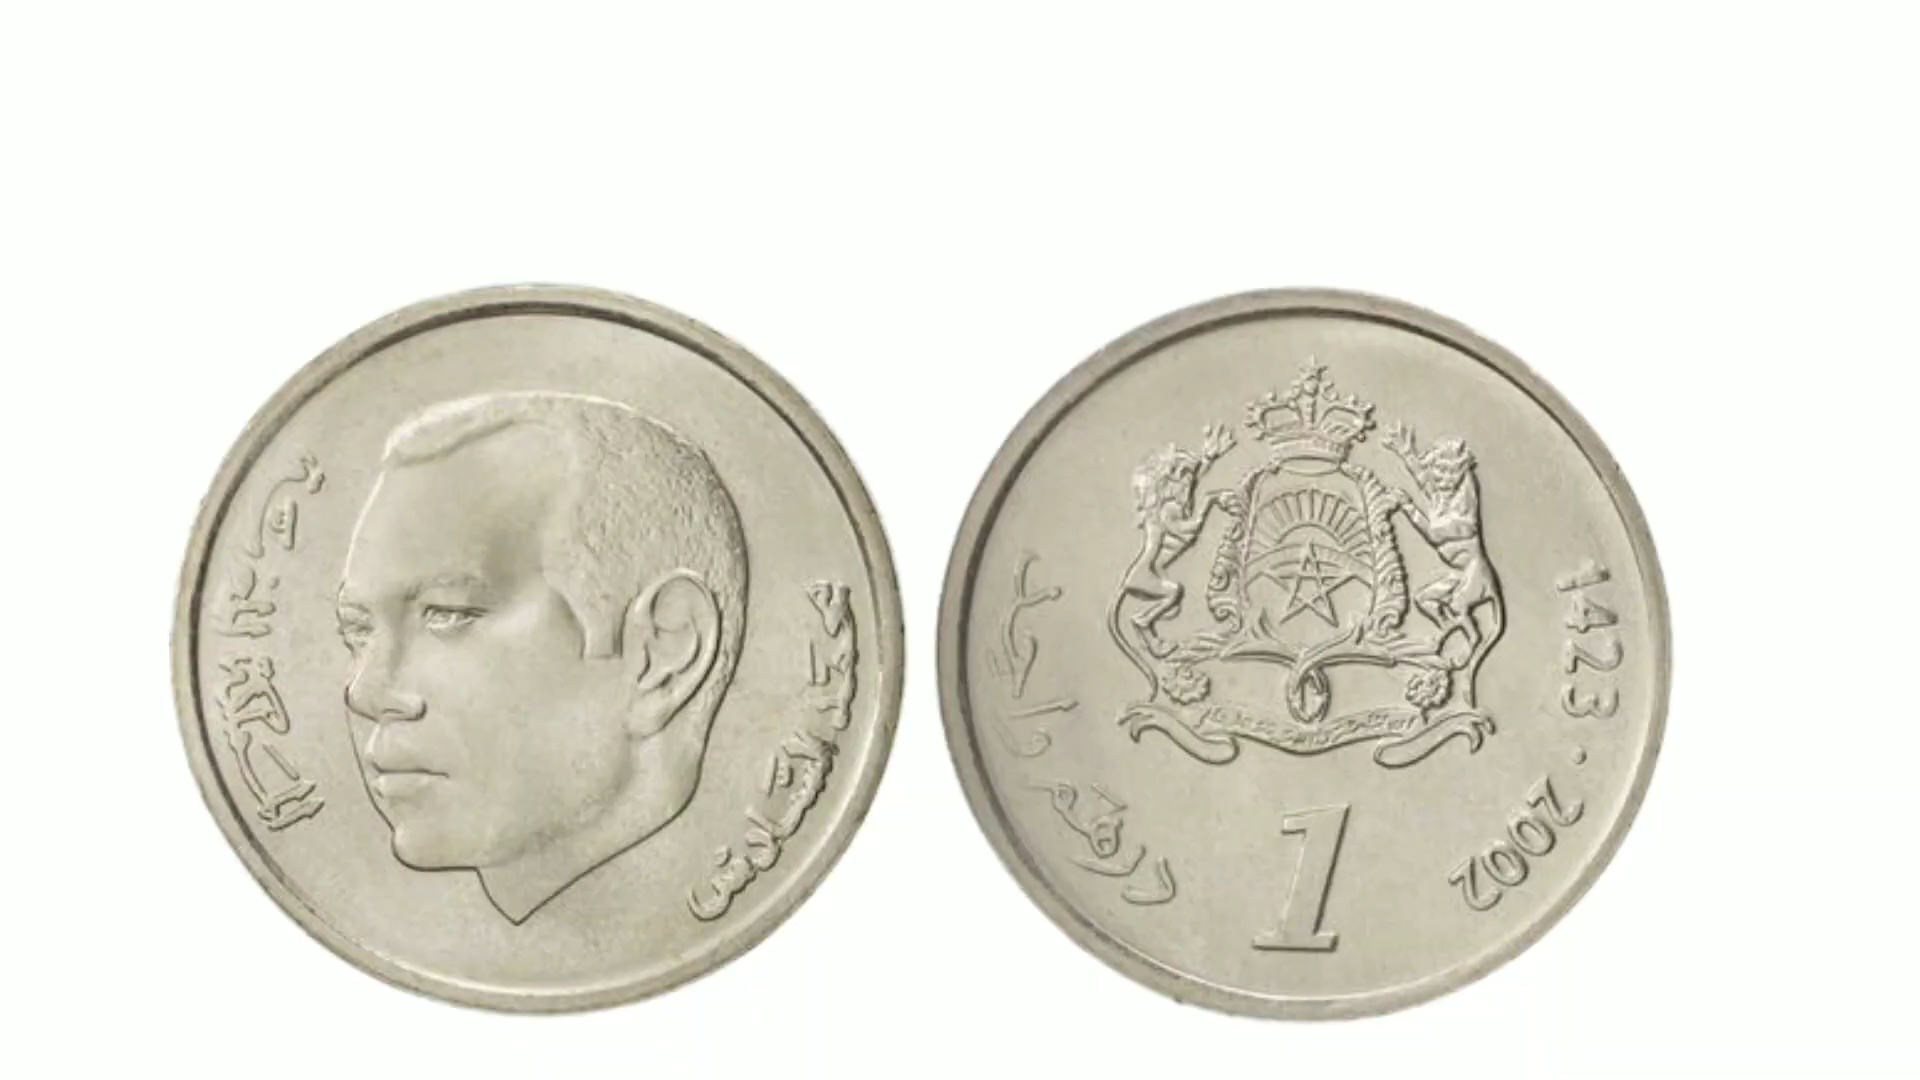 محمد السادس
المملكة المغربية
درهم واحد
1423 · 2002
1